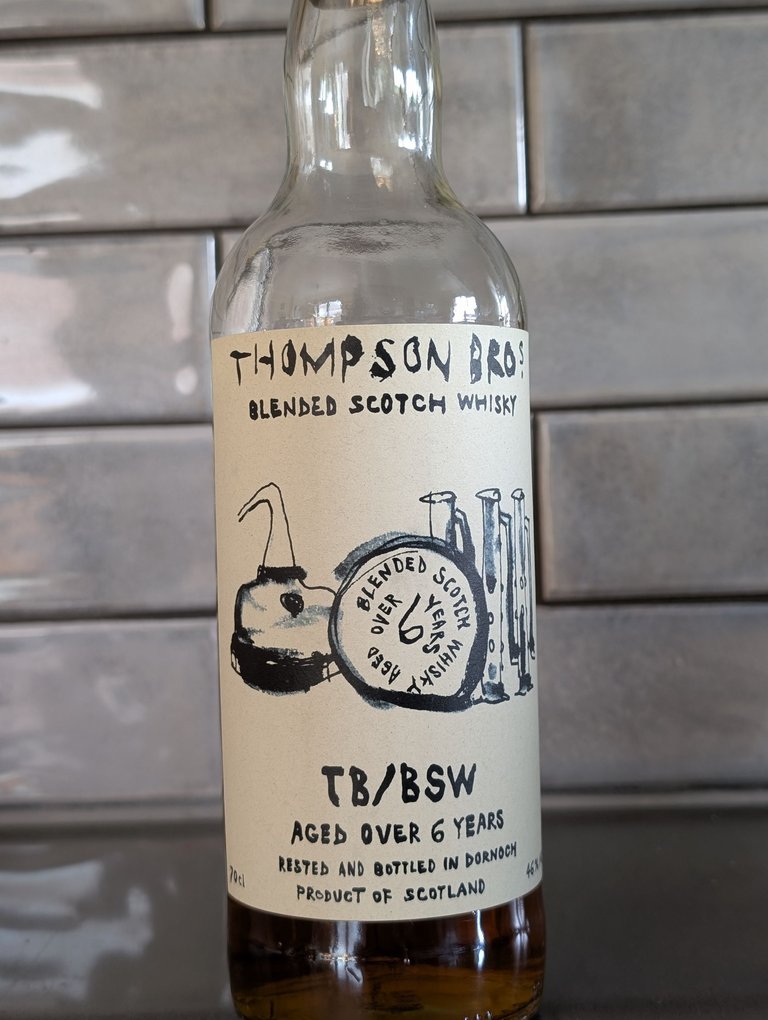 THOMPSON BROS.
BLENDED SCOTCH WHISKY
BLENDED SCOTCH WHISKY
AGED OVER 6 YEARS
TB/BSW
AGED OVER 6 YEARS
RESTED AND BOTTLED IN DORNOCH
70cl
46%
PRODUCT OF SCOTLAND